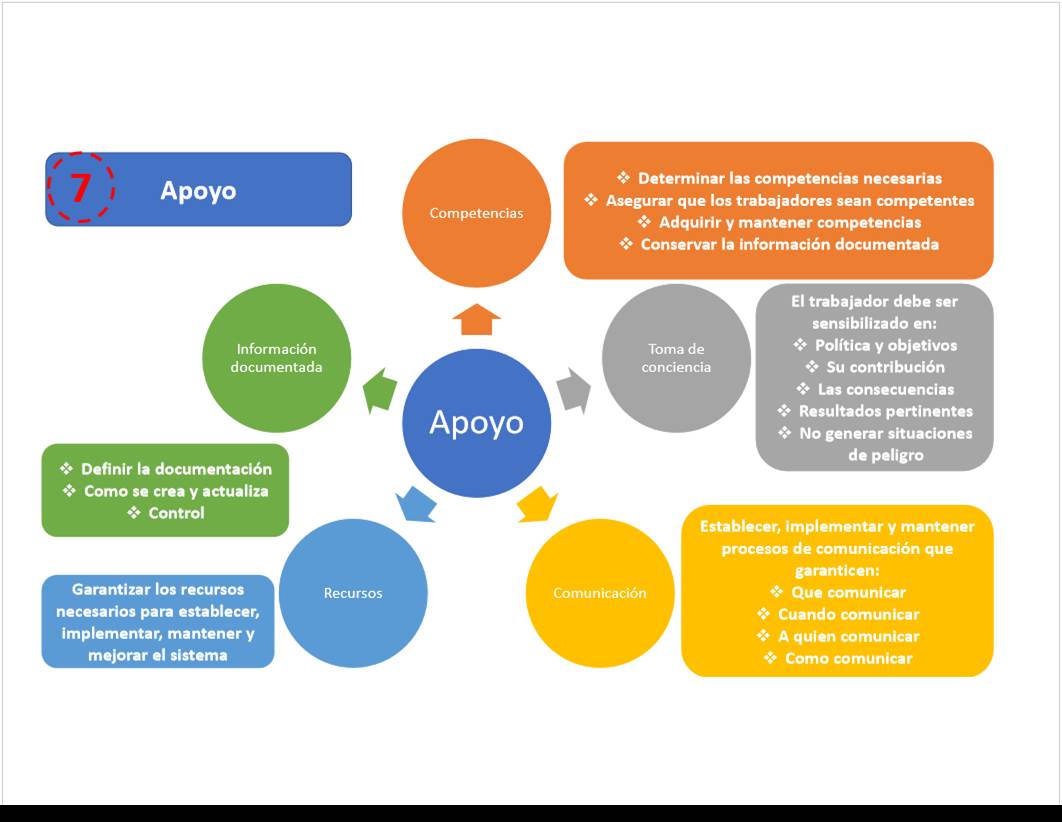 7
Apoyo
Competencias
❖ Determinar las competencias necesarias
❖ Asegurar que los trabajadores sean competentes
❖ Adquirir y mantener competencias
❖ Conservar la información documentada
Información
documentada
Toma de
conciencia
El trabajador debe ser
sensibilizado en:
❖ Política y objetivos
❖ Su contribución
❖ Las consecuencias
❖ Resultados pertinentes
❖ No generar situaciones
de peligro
Apoyo
❖ Definir la documentación
❖ Como se crea y actualiza
❖ Control
Recursos
Garantizar los recursos
necesarios para establecer,
implementar, mantener y
mejorar el sistema
Comunicación
Establecer, implementar y mantener
procesos de comunicación que
garanticen:
❖ Que comunicar
❖ Cuando comunicar
❖ A quien comunicar
❖ Como comunicar